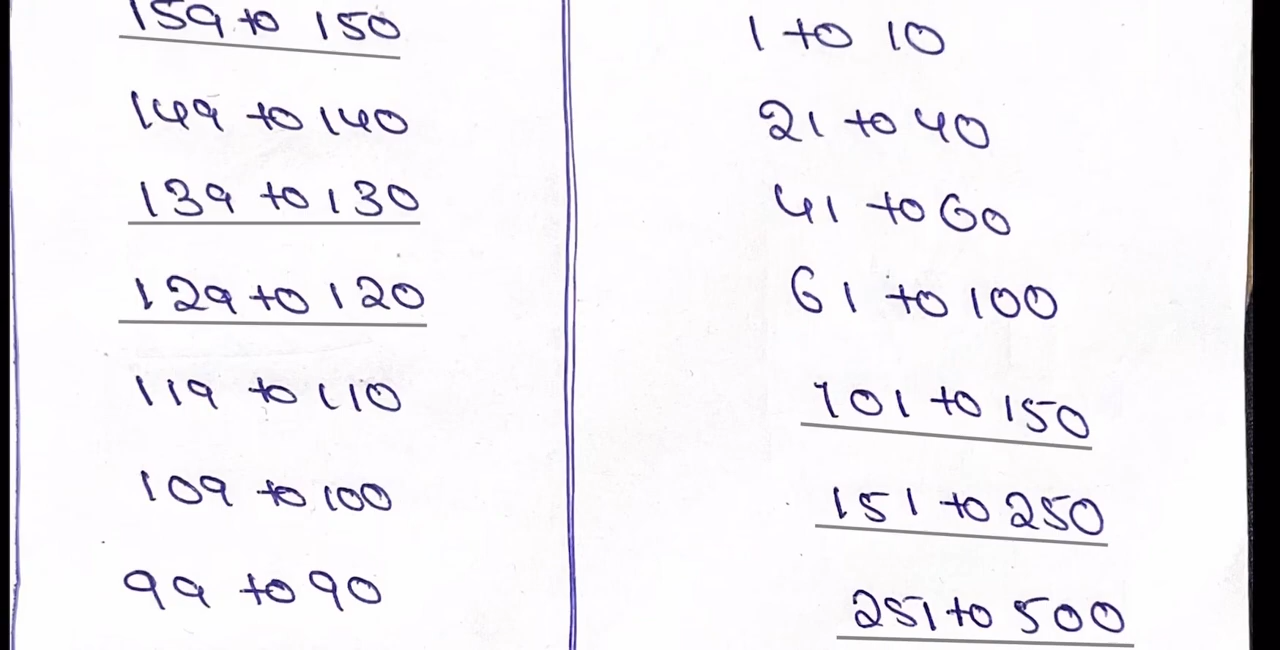 159 to 150
149 to 140
139 to 130
129 to 120
119 to 110
109 to 100
99 to 90
1 to 10
21 to 40
41 to 60
61 to 100
101 to 150
151 to 250
251 to 500